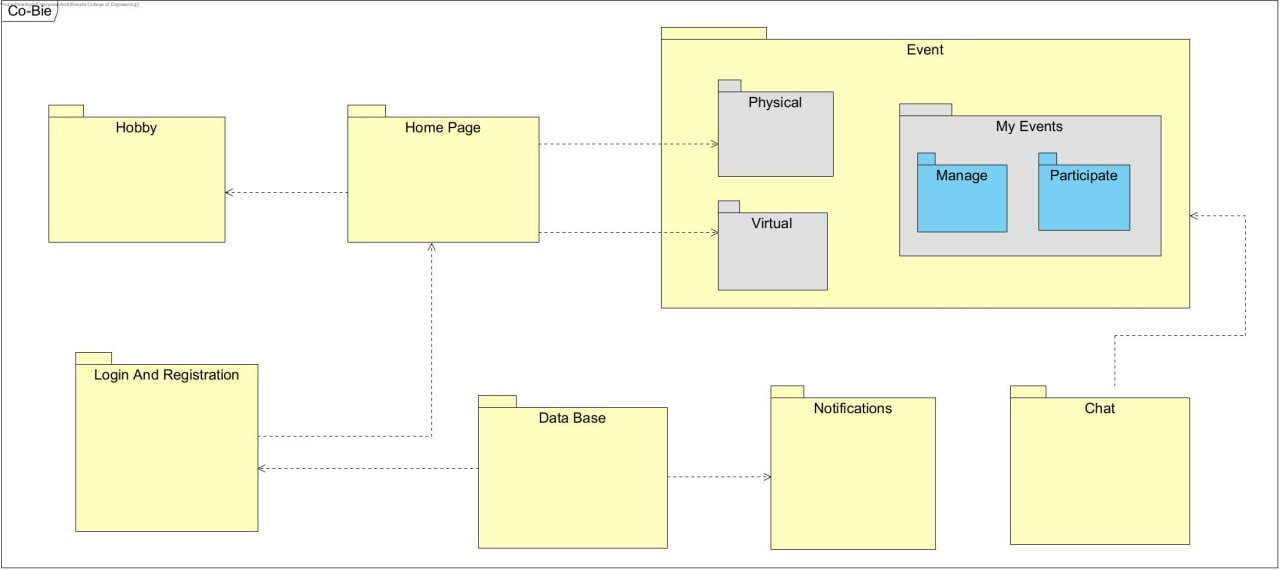 Co-Bie
Event
Physical
My Events
Hobby
Home Page
Manage
Participate
Virtual
Login And Registration
Data Base
Notifications
Chat